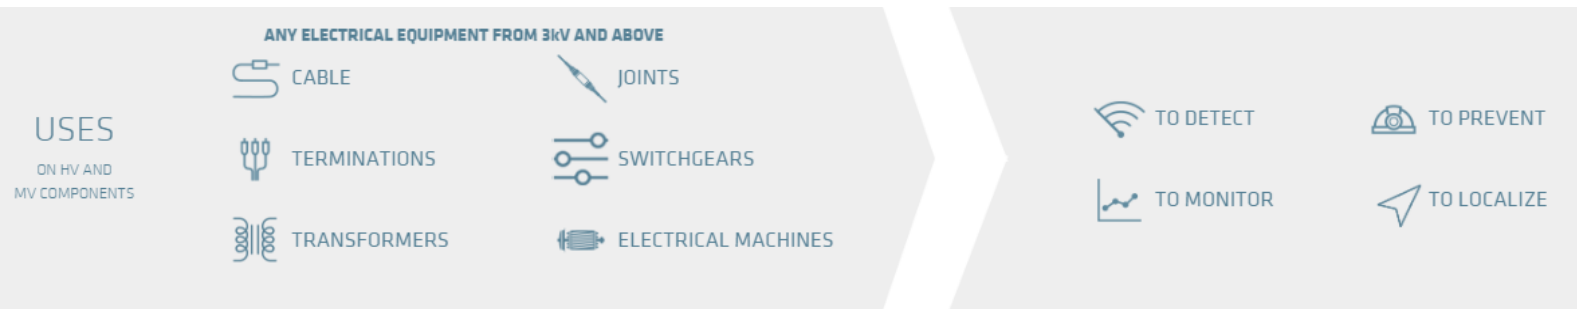 USES
ON HV AND
MV COMPONENTS
ANY ELECTRICAL EQUIPMENT FROM 3kV AND ABOVE
CABLE
JOINTS
TERMINATIONS
SWITCHGEARS
TRANSFORMERS
ELECTRICAL MACHINES
TO DETECT
TO PREVENT
TO MONITOR
TO LOCALIZE